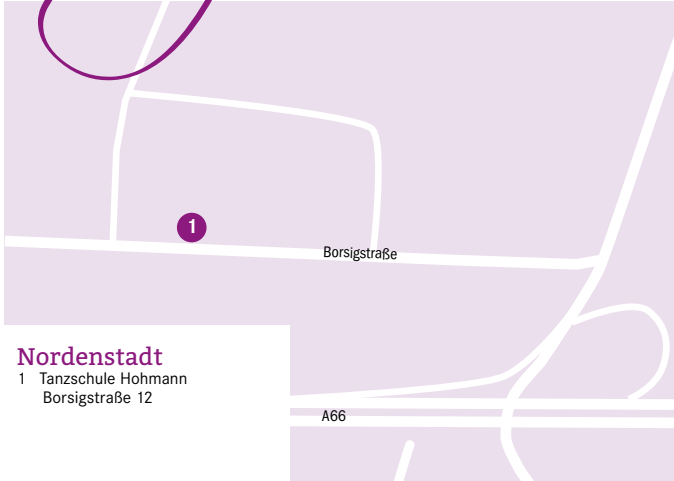 1
Borsigstraße
Nordenstadt
1 Tanzschule Hohmann
Borsigstraße 12
A66